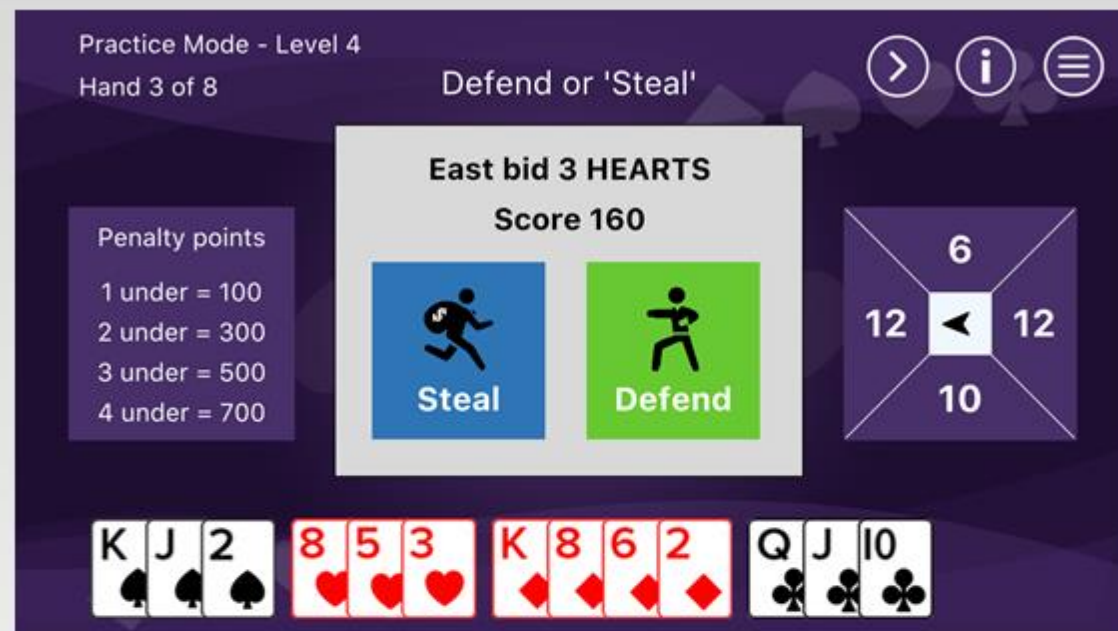 Practice Mode - Level 4
Hand 3 of 8
Defend or 'Steal'
East bid 3 HEARTS
Score 160
Steal
Defend
Penalty points
1 under = 100
2 under = 300
3 under = 500
4 under = 700
6
12
12
10
K J 2
8 5 3
K 8 6 2
Q J 10